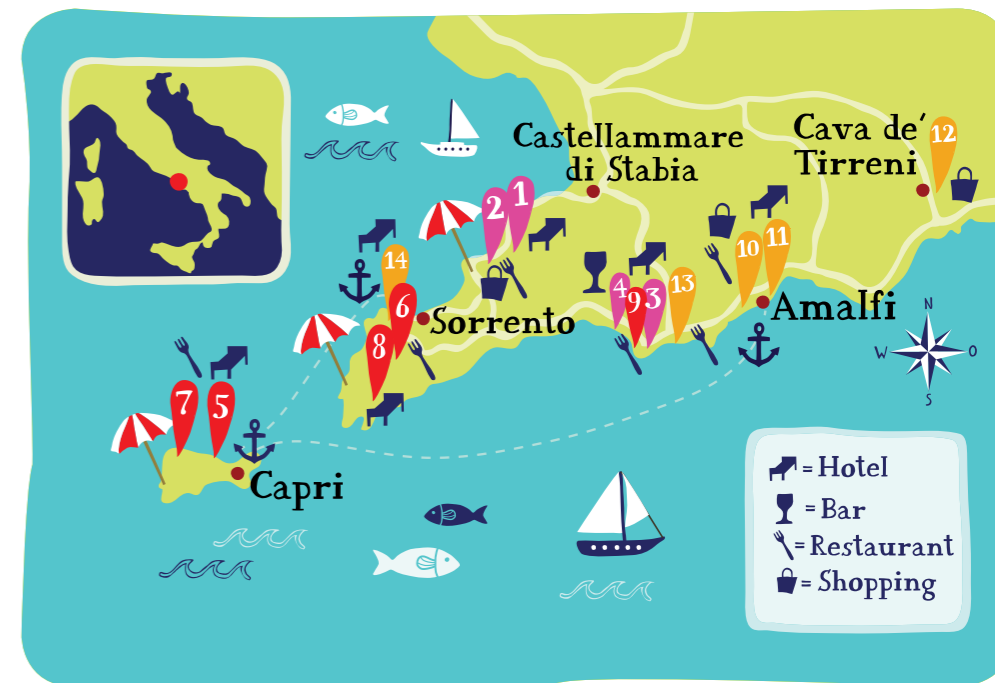 Castellammare
di Stabia
Cava de´
Tirreni
12
2
1
14
6
8
Sorrento
4
9
3
13
10
11
Amalfi
N
W
O
S
7
5
Capri
= Hotel
= Bar
= Restaurant
= Shopping